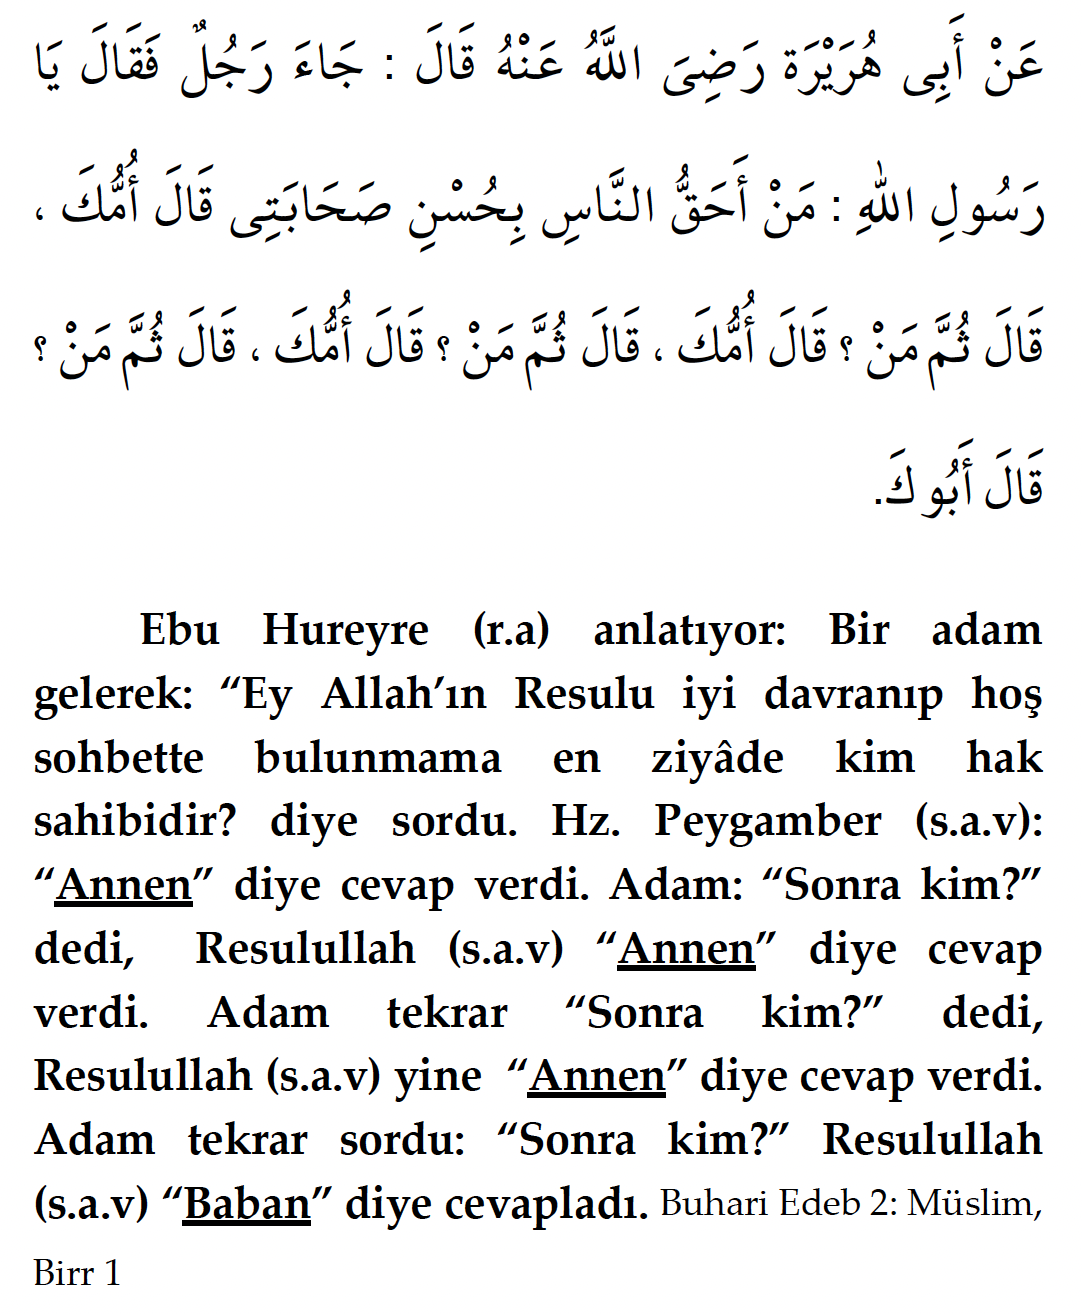 عَنْ أَبِى هُرَيْرَة رَضِىَ اللَّهُ عَنْهُ قَالَ : جَاءَ رَجُلٌ فَقَالَ يَا
رَسُولِ اللهِ : مَنْ أَحَقُّ النَّاسِ بِحُسْنِ صَحَابَتِى قَالَ أُمُّكَ ،
قَالَ ثُمَّ مَنْ ؟ قَالَ أُمُّكَ ، قَالَ ثُمَّ مَنْ ؟ قَالَ أُمُّكَ ، قَالَ ثُمَّ مَنْ ؟
قَالَ أَبُوكَ.
Ebu Hureyre (r.a) anlatıyor: Bir adam
gelerek: “Ey Allah’ın Resulu iyi davranıp hoş
sohbette bulunmama en ziyâde kim hak
sahibidir? diye sordu. Hz. Peygamber (s.a.v):
“Annen” diye cevap verdi. Adam: “Sonra kim?”
dedi, Resulullah (s.a.v) “Annen” diye cevap
verdi. Adam tekrar “Sonra kim?” dedi,
Resulullah (s.a.v) yine “Annen” diye cevap verdi.
Adam tekrar sordu: “Sonra kim?” Resulullah
(s.a.v) “Baban” diye cevapladı. Buhari Edeb 2: Müslim,
Birr 1